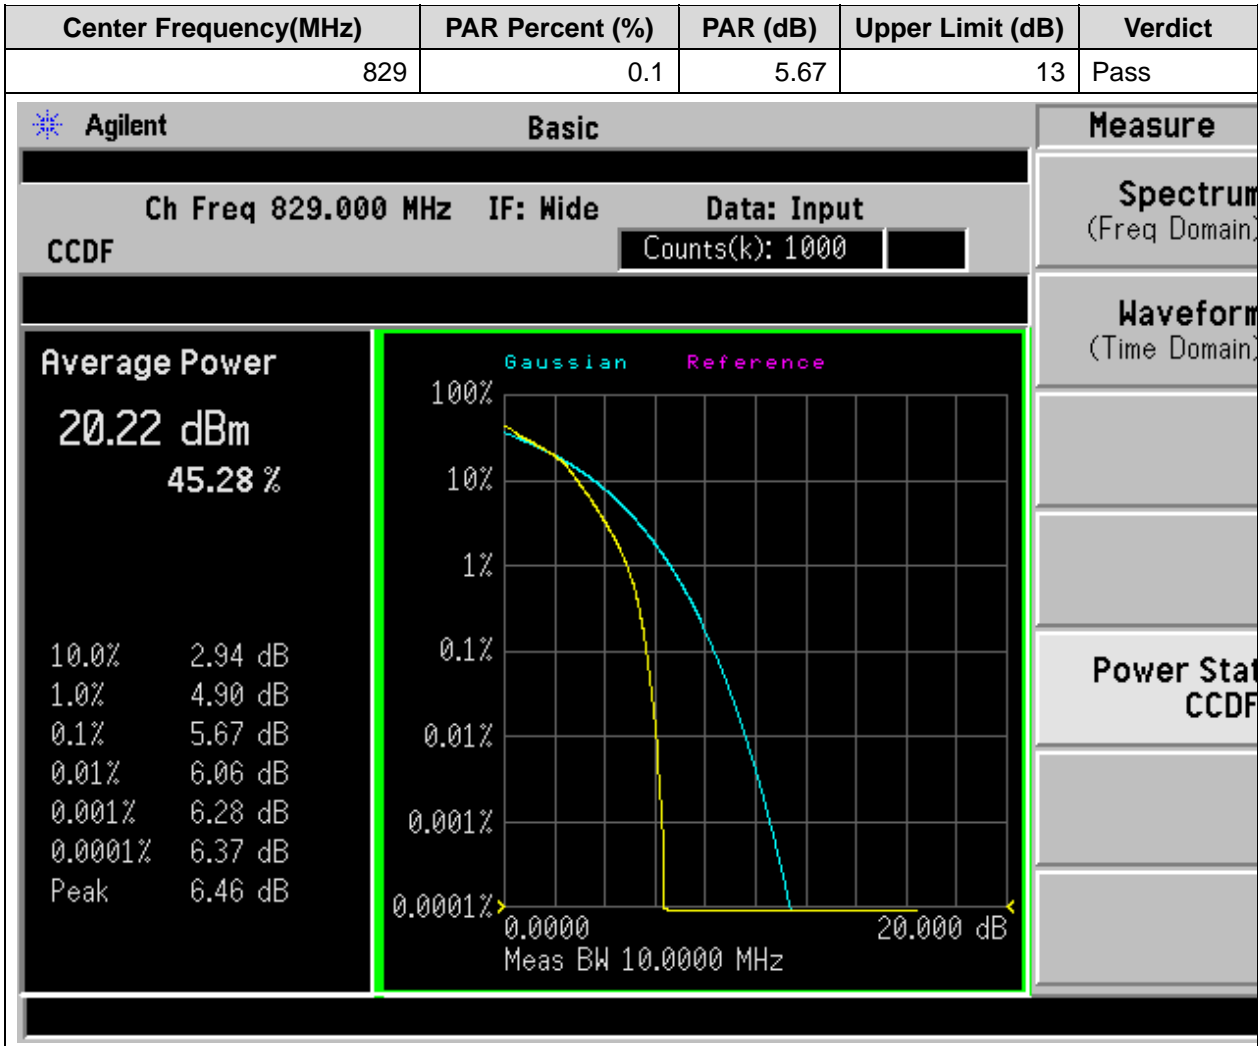 Center Frequency(MHz) PAR Percent (%) PAR (dB) Upper Limit (dB) Verdict
829 0.1 5.67 13 Pass
Agilent Basic Measure
Ch Freq 829.000 MHz IF: Wide Data: Input
CCDF Counts(k): 1000
Spectrum
(Freq Domain)
Waveform
(Time Domain)
Power Stat
CCDF
Average Power
20.22 dBm
45.28 %
10.0% 2.94 dB
1.0% 4.90 dB
0.1% 5.67 dB
0.01% 6.06 dB
0.001% 6.28 dB
0.0001% 6.37 dB
Peak 6.46 dB
Gaussian Reference
100%
10%
1%
0.1%
0.01%
0.001%
0.0001%
0.0000 20.000 dB
Meas BW 10.0000 MHz